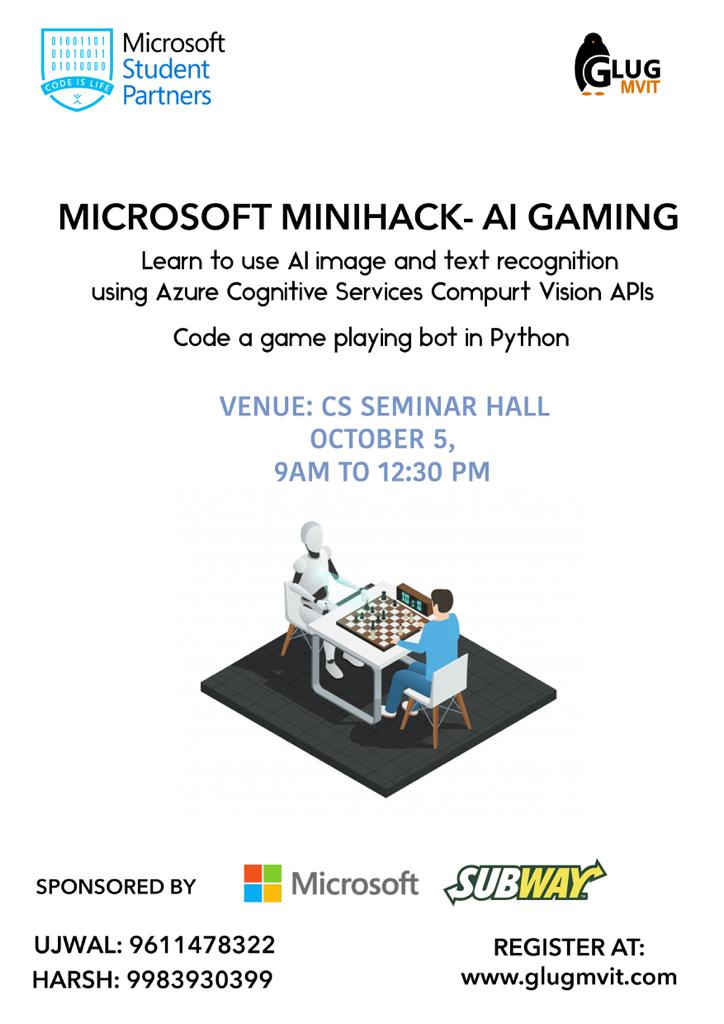 01001101
01010011
01010000
CODE IS LIFE
Microsoft
Student
Partners
GLUG
MVIT
MICROSOFT MINIHACK- AI GAMING
Learn to use AI image and text recognition
using Azure Cognitive Services Compurt Vision APIs
Code a game playing bot in Python
VENUE: CS SEMINAR HALL
OCTOBER 5,
9AM TO 12:30 PM
SPONSORED BY Microsoft SUBWAY
UJWAL: 9611478322
HARSH: 9983930399
REGISTER AT:
www.glugmvit.com